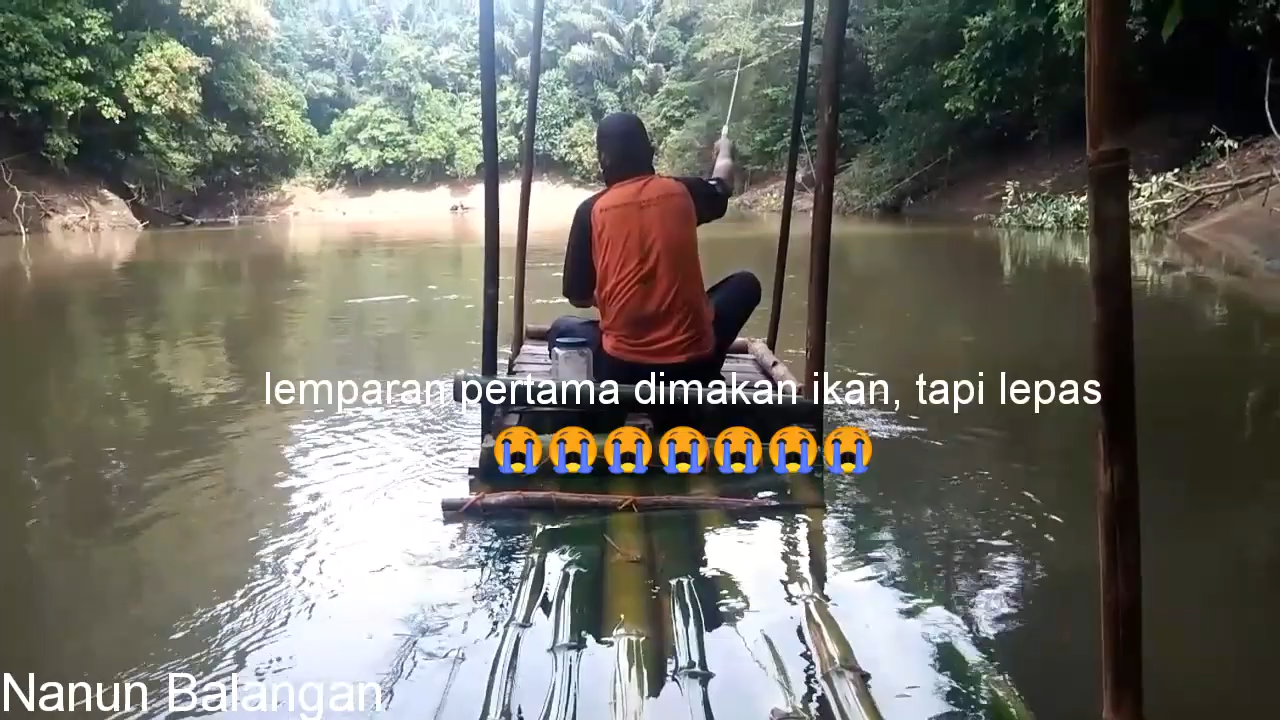 lemparan pertama dimakan ikan, tapi lepas
😭😭😭😭😭😭😭
Nanun Balangan